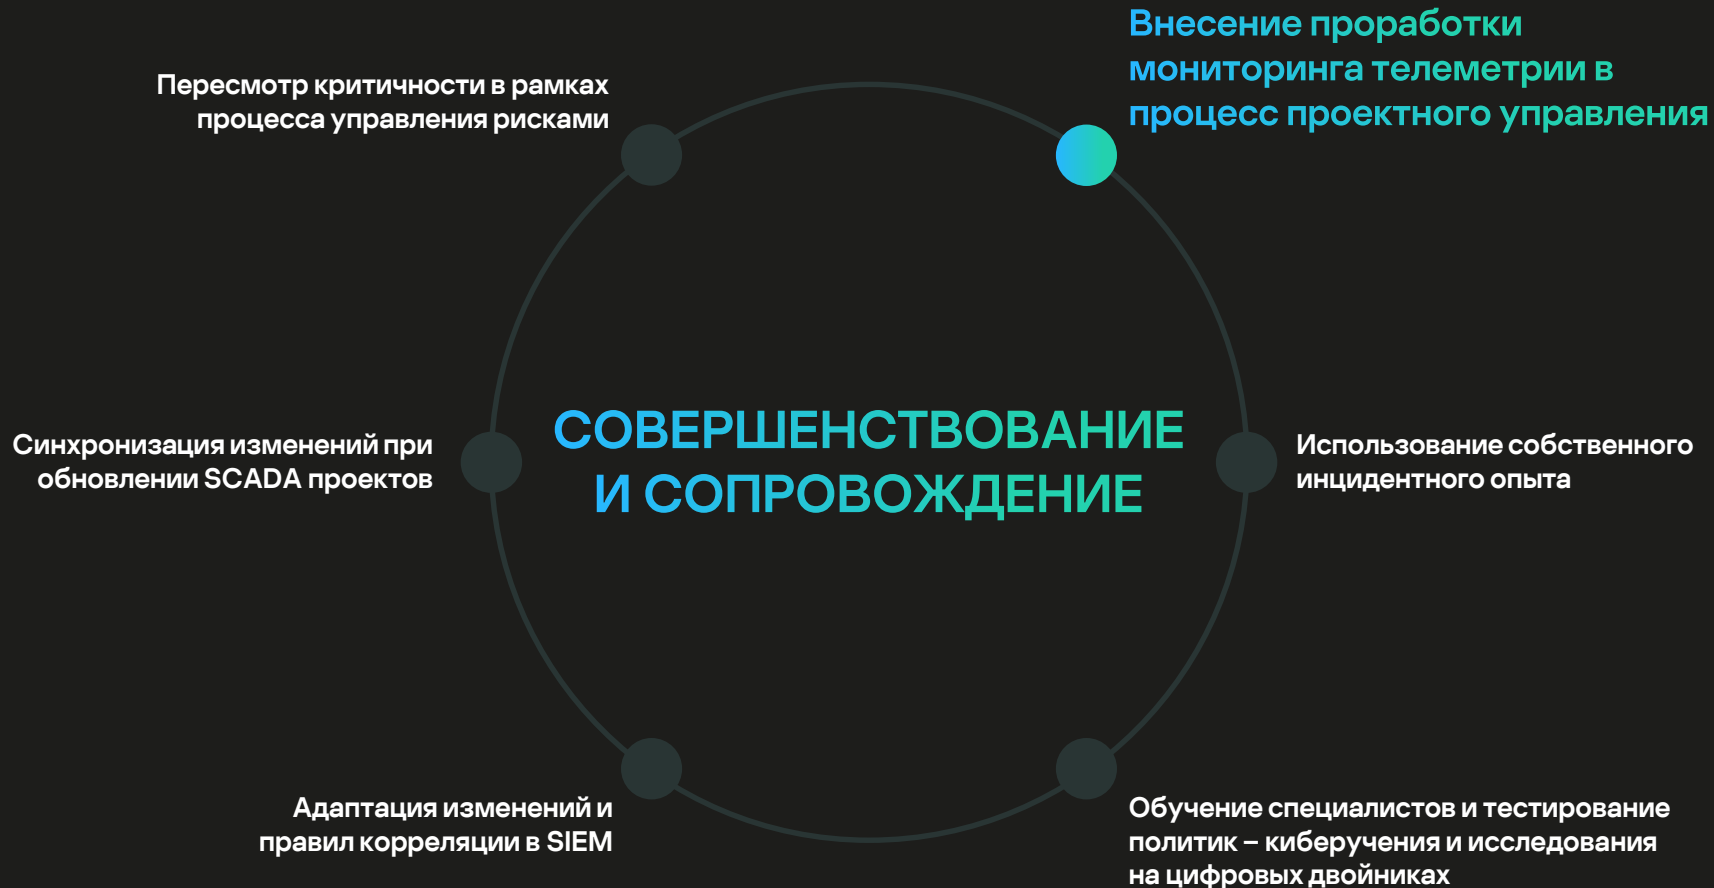 Внесение проработки
мониторинга телеметрии в
процесс проектного управления
Пересмотр критичности в рамках
процесса управления рисками
СОВЕРШЕНСТВОВАНИЕ
И СОПРОВОЖДЕНИЕ
Синхронизация изменений при
обновлении SCADA проектов
Использование собственного
инцидентного опыта
Адаптация изменений и
правил корреляции в SIEM
Обучение специалистов и тестирование
политик – киберучения и исследования
на цифровых двойниках